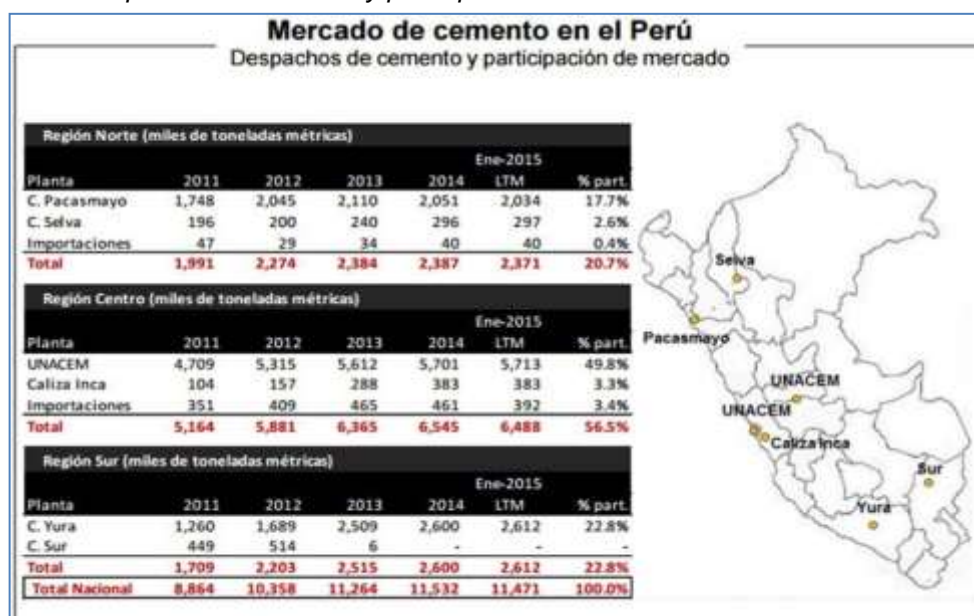 Mercado de cemento en el Perú
Despachos de cemento y participación de mercado
Región Norte (miles de toneladas métricas)
Ene-2015
Planta 2011 2012 2013 2014 LTM % part.
C. Pacasmayo 1,748 2,045 2,110 2,051 2,034 17.7%
C. Selva 196 200 240 296 297 2.6%
Importaciones 47 29 34 40 40 0.4%
Total 1,991 2,274 2,384 2,387 2,371 20.7%
Región Centro (miles de toneladas métricas)
Ene-2015
Planta 2011 2012 2013 2014 LTM % part.
UNACEM 4,709 5,315 5,612 5,701 5,713 49.8%
Caliza Inca 104 157 288 383 383 3.3%
Importaciones 351 409 465 461 392 3.4%
Total 5,164 5,881 6,365 6,545 6,488 56.5%
Región Sur (miles de toneladas métricas)
Ene-2015
Planta 2011 2012 2013 2014 LTM % part.
C. Yura 1,260 1,689 2,509 2,600 2,612 22.8%
C. Sur 449 514 6 - - -
Total 1,709 2,203 2,515 2,600 2,612 22.8%
Total Nacional 8,864 10,358 11,264 11,532 11,471 100.0%
Selva
Pacasmayo
UNACEM
UNACEM
Caliza Inca
Sur
Yura